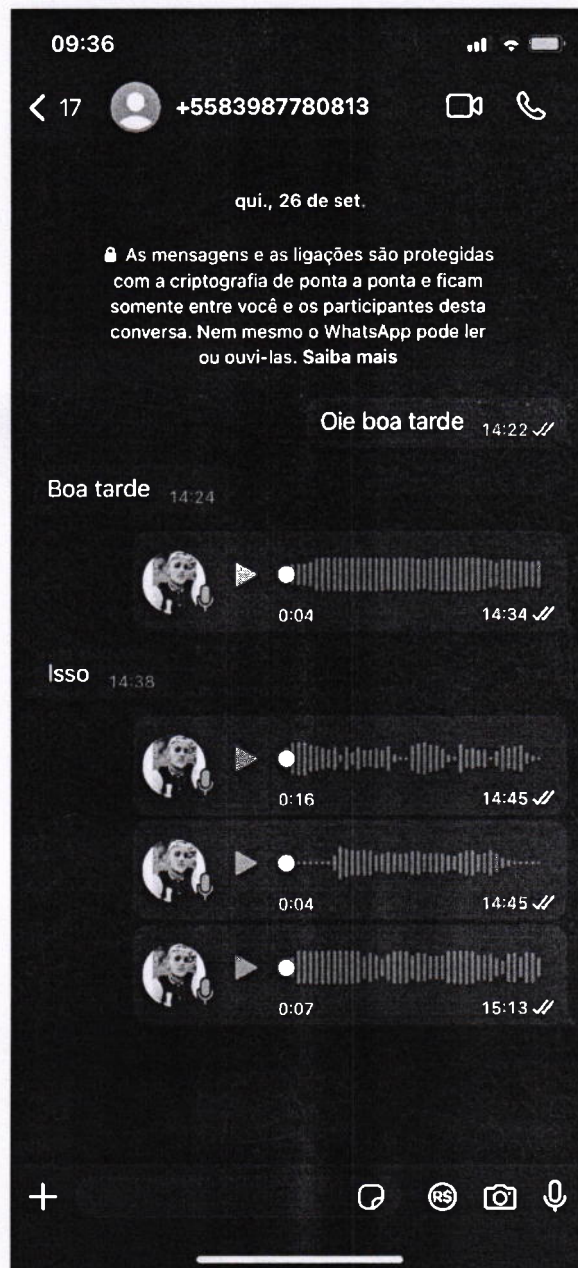 09:36
17 +5583987780813
qui., 26 de set.
As mensagens e as ligações são protegidas
com a criptografia de ponta a ponta e ficam
somente entre você e os participantes desta
conversa. Nem mesmo o WhatsApp pode ler
ou ouvi-las. Saiba mais
Oie boa tarde 14:22
Boa tarde 14:24
0:04 14:34
Isso 14:38
0:16 14:45
0:04 14:45
0:07 15:13
R$